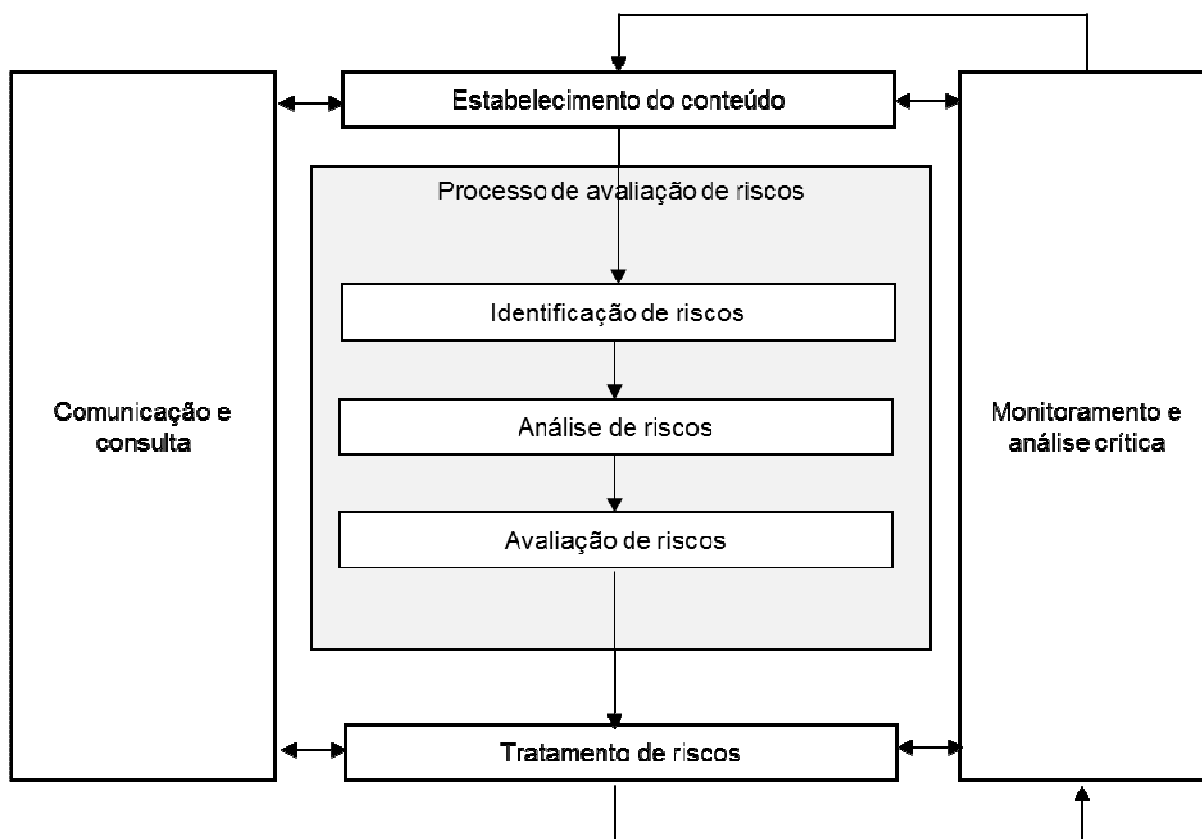 Estabelecimento do conteúdo
Processo de avaliação de riscos
Identificação de riscos
Análise de riscos
Avaliação de riscos
Comunicação e
consulta
Monitoramento e
análise crítica
Tratamento de riscos